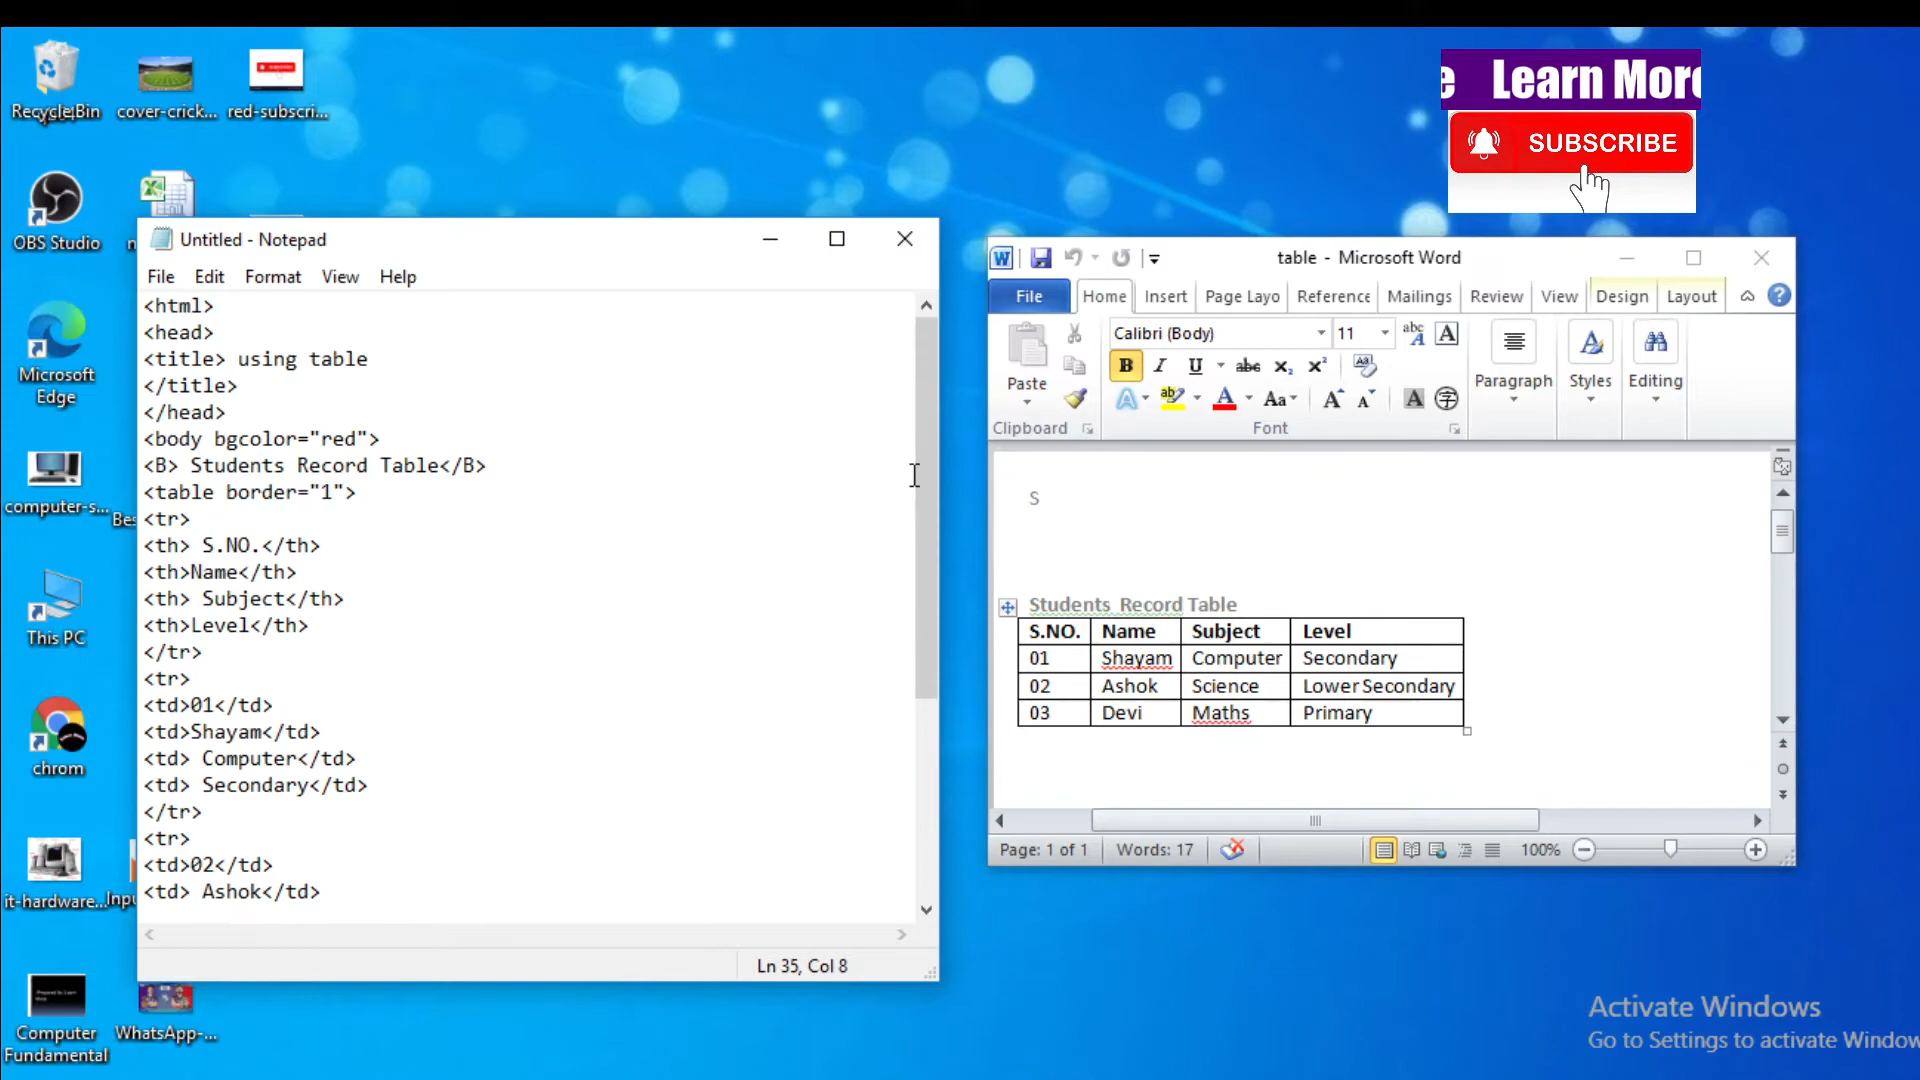 e Learn More
SUBSCRIBE
Recycle Bin
cover-crick...
red-subscri...
OBS Studio
Microsoft
Edge
computer-s...
Bes
This PC
chrom
it-hardware...
Inpu
Computer
Fundamental
WhatsApp-...
Untitled - Notepad
File Edit Format View Help
<html>
<head>
<title> using table
</title>
</head>
<body bgcolor="red">
<B> Students Record Table</B>
<table border="1">
<tr>
<th> S.NO.</th>
<th>Name</th>
<th> Subject</th>
<th>Level</th>
</tr>
<tr>
<td>01</td>
<td>Shayam</td>
<td> Computer</td>
<td> Secondary</td>
</tr>
<tr>
<td>02</td>
<td> Ashok</td>
Ln 35, Col 8
table - Microsoft Word
File Home Insert Page Layo Reference Mailings Review View Design Layout
Calibri (Body) 11
Paste
Paragraph Styles Editing
Clipboard Font
S
Students Record Table
S.NO. Name Subject Level
01 Shayam Computer Secondary
02 Ashok Science Lower Secondary
03 Devi Maths Primary
Page: 1 of 1 Words: 17 100%
Activate Windows
Go to Settings to activate Window